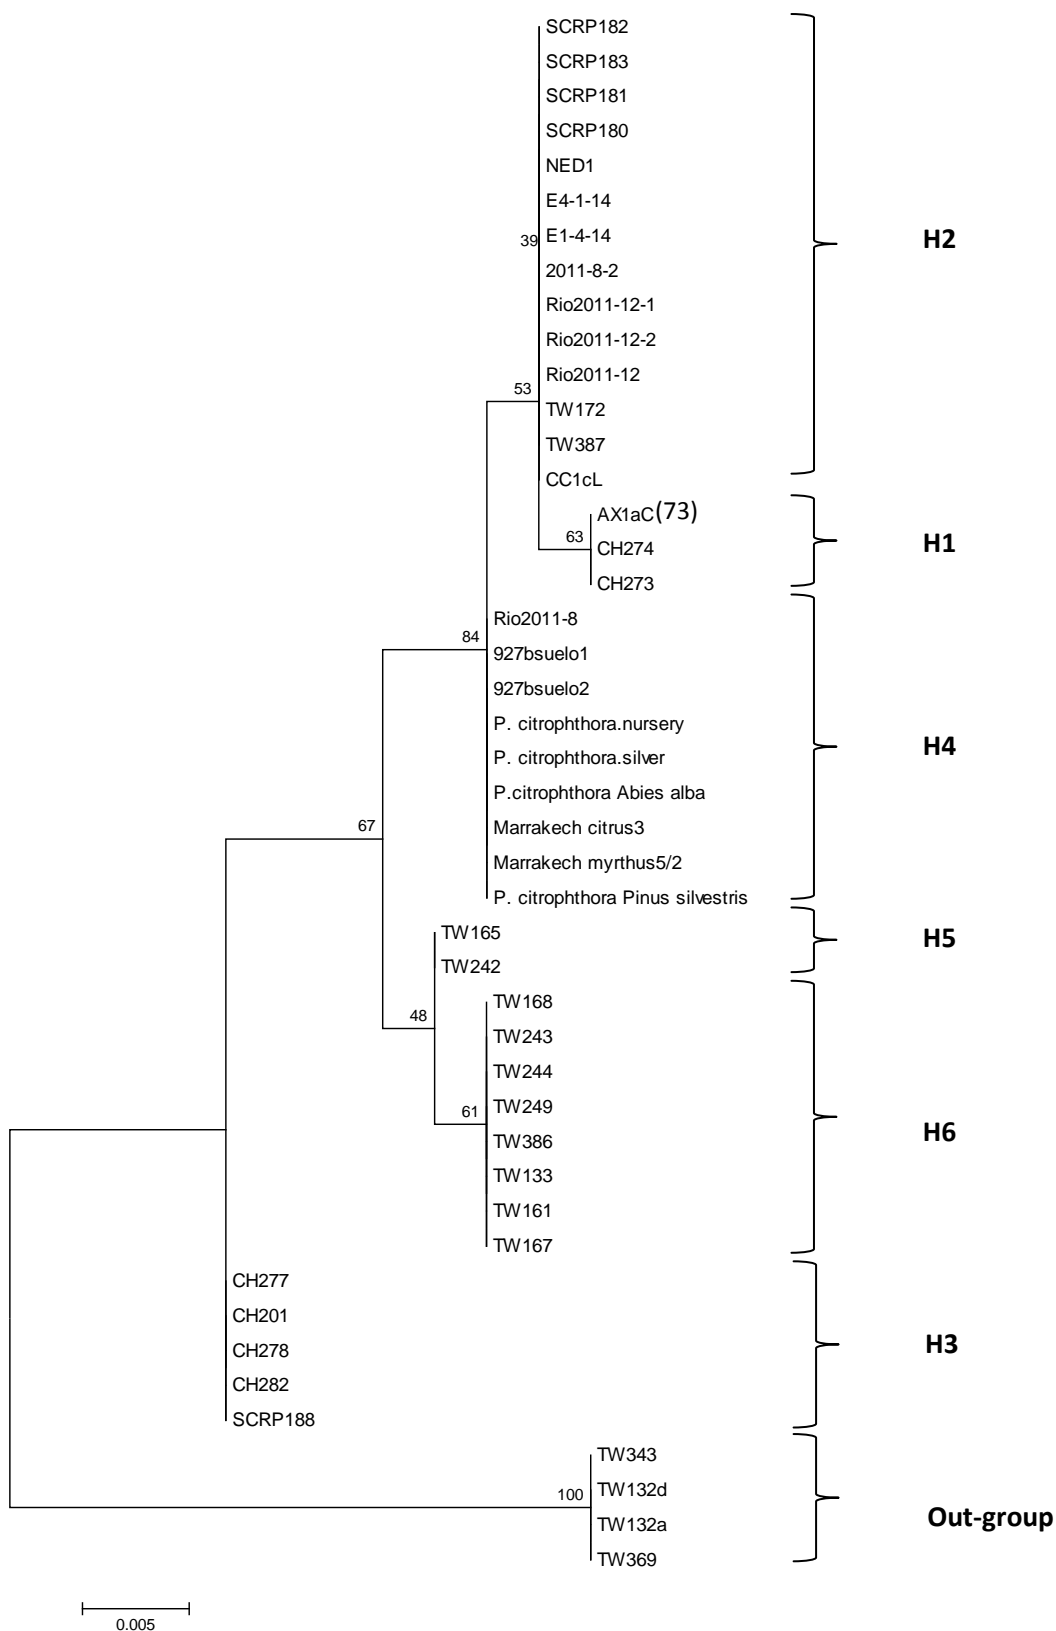 SCRP182
SCRP183
SCRP181
SCRP180
NED1
E4-1-14
39
E1-4-14
H2
2011-8-2
Rio2011-12-1
Rio2011-12-2
Rio2011-12
53
TW172
TW387
CC1cL
AX1aC(73)
63
CH274
H1
CH273
Rio2011-8
84
927bsuelo1
927bsuelo2
P. citrophthora.nursery
H4
P. citrophthora.silver
P.citrophthora Abies alba
67
Marrakech citrus3
Marrakech myrthus5/2
P. citrophthora Pinus silvestris
TW165
H5
TW242
TW168
48
TW243
TW244
TW249
61
TW386
H6
TW133
TW161
TW167
CH277
CH201
CH278
H3
CH282
SCRP188
TW343
100
TW132d
Out-group
TW132a
TW369
0.005